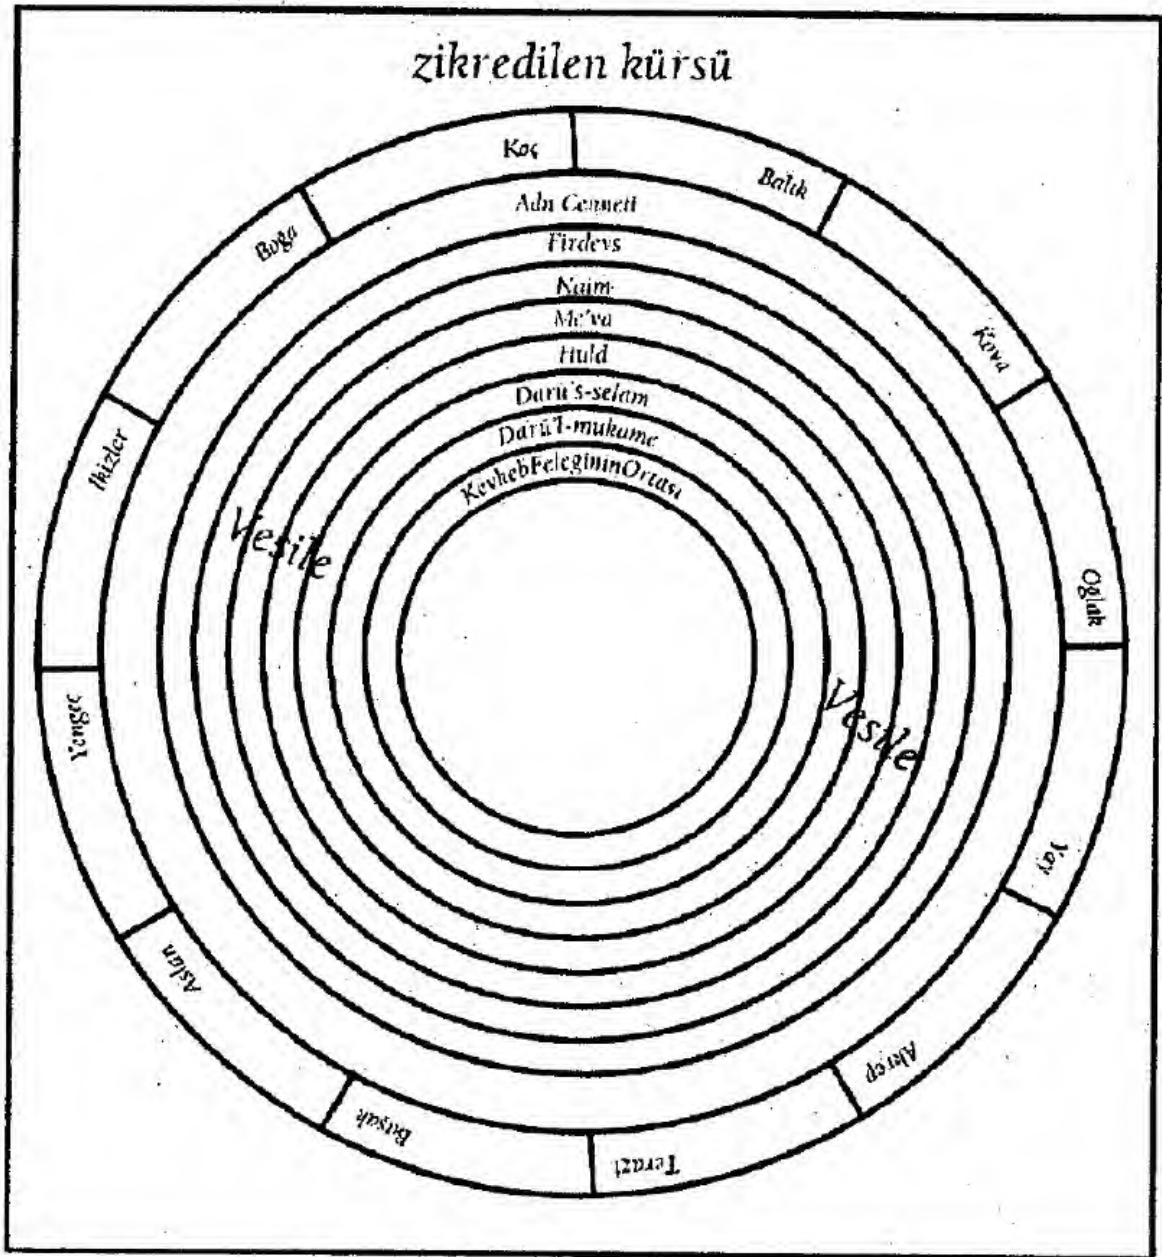 zikredilen kürsü
Koç
Balık
Boğa
Kova
İkizler
Oğlak
Yengeç
Yay
Aslan
Akrep
Başak
Terazi
Adn Cenneti
Firdevs
Naim
Me'va
Huld
Darü's-selam
Darü'l-mukame
KevkebFeleğininOrtası
Vesile
Vesile